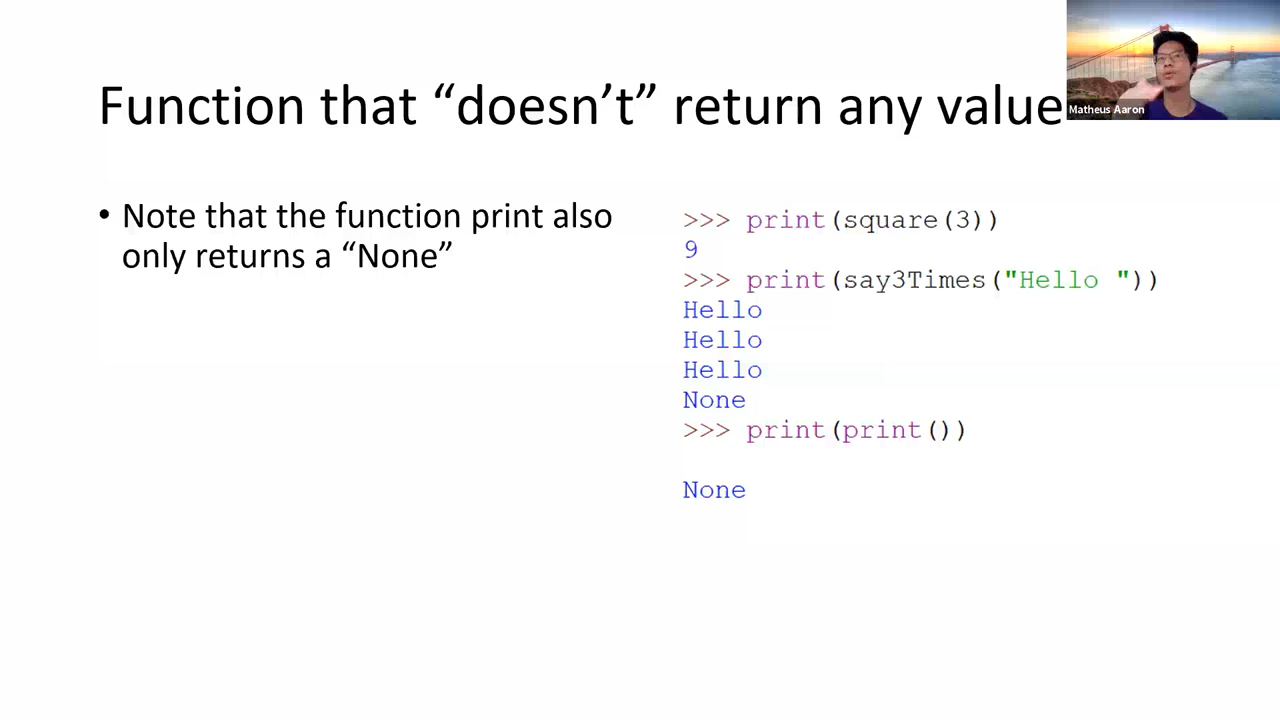 Function that “doesn’t” return any value
Matheus Aaron
• Note that the function print also
only returns a “None”
>>> print(square(3))
9
>>> print(say3Times("Hello "))
Hello
Hello
Hello
None
>>> print(print())
None